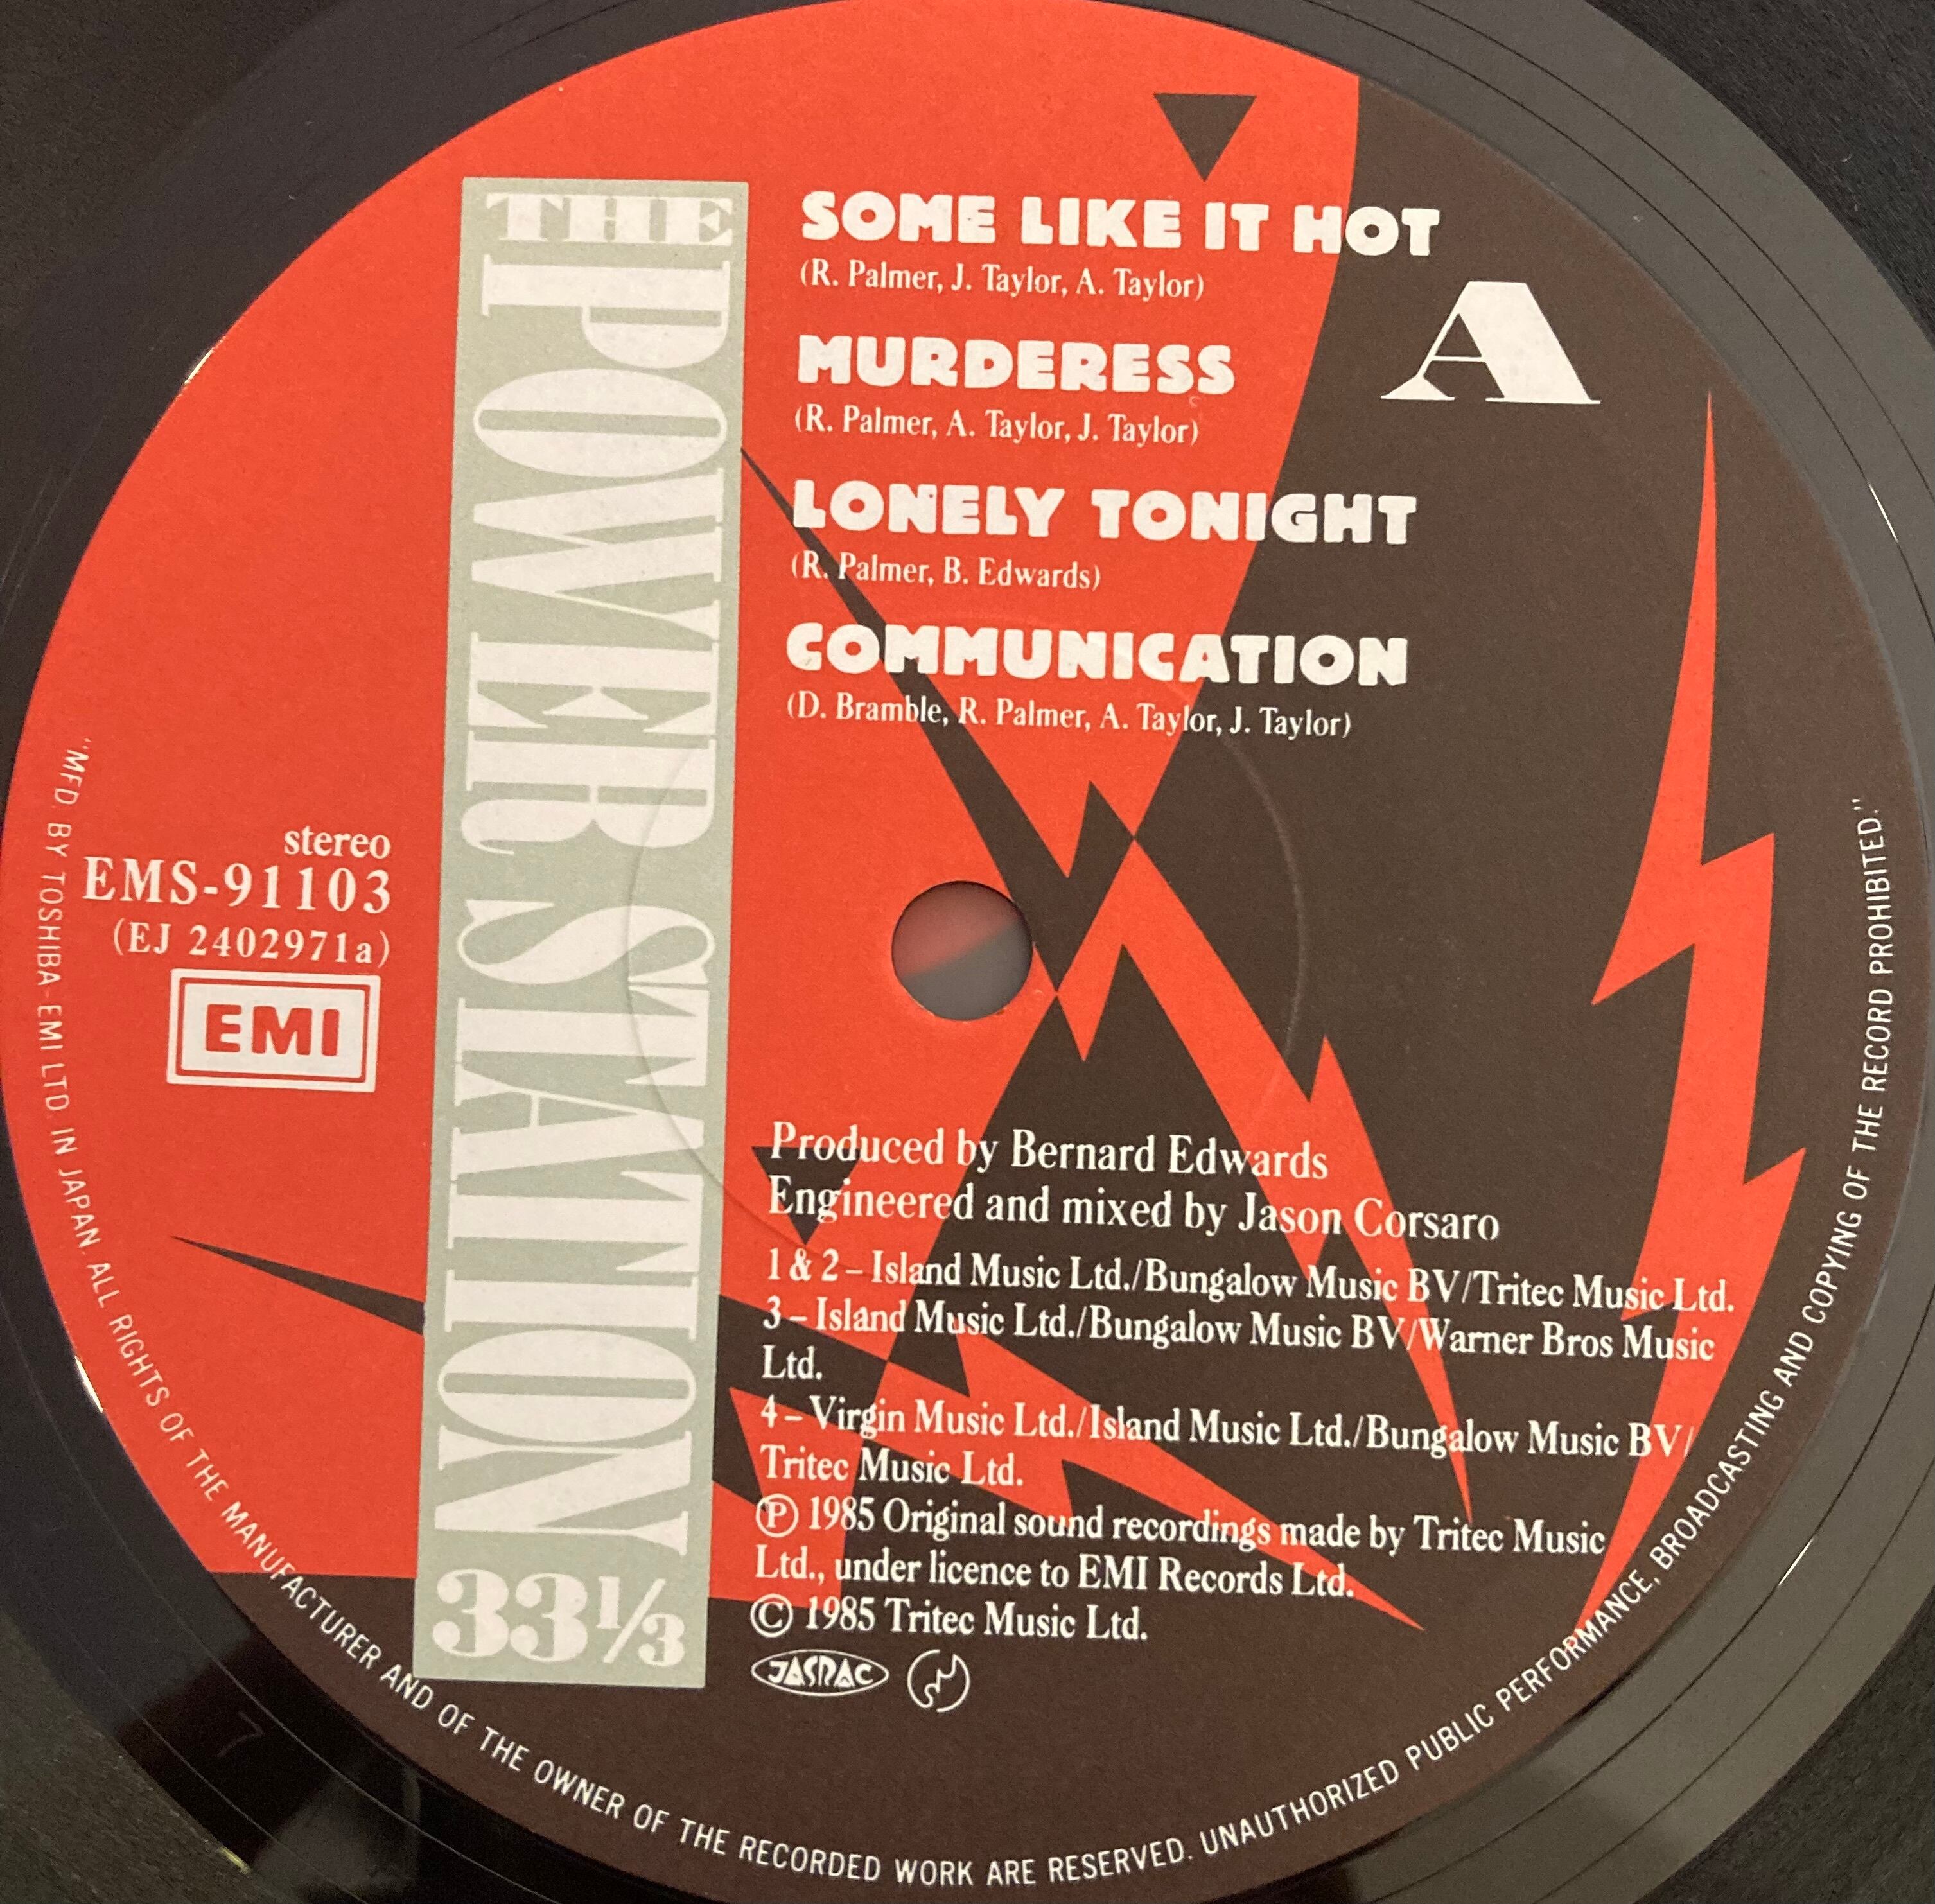 THE POWER STATION 33⅓
SOME LIKE IT HOT
(R. Palmer, J. Taylor, A. Taylor)
A
MURDERESS
(R. Palmer, A. Taylor, J. Taylor)
LONELY TONIGHT
(R. Palmer, B. Edwards)
COMMUNICATION
(D. Bramble, R. Palmer, A. Taylor, J. Taylor)
stereo
EMS-91103
(EJ 2402971a)
EMI
Produced by Bernard Edwards
Engineered and mixed by Jason Corsaro
1 & 2 – Island Music Ltd./Bungalow Music BV/Tritec Music Ltd.
3 – Island Music Ltd./Bungalow Music BV/Warner Bros Music
Ltd.
4 – Virgin Music Ltd./Island Music Ltd./Bungalow Music BV/
Tritec Music Ltd.
Ⓟ 1985 Original sound recordings made by Tritec Music
Ltd., under licence to EMI Records Ltd.
© 1985 Tritec Music Ltd.
JASRAC
"MFD. BY TOSHIBA-EMI LTD. IN JAPAN. ALL RIGHTS OF THE MANUFACTURER AND OF THE OWNER OF THE RECORDED WORK ARE RESERVED. UNAUTHORIZED PUBLIC PERFORMANCE, BROADCASTING AND COPYING OF THE RECORD PROHIBITED."
7